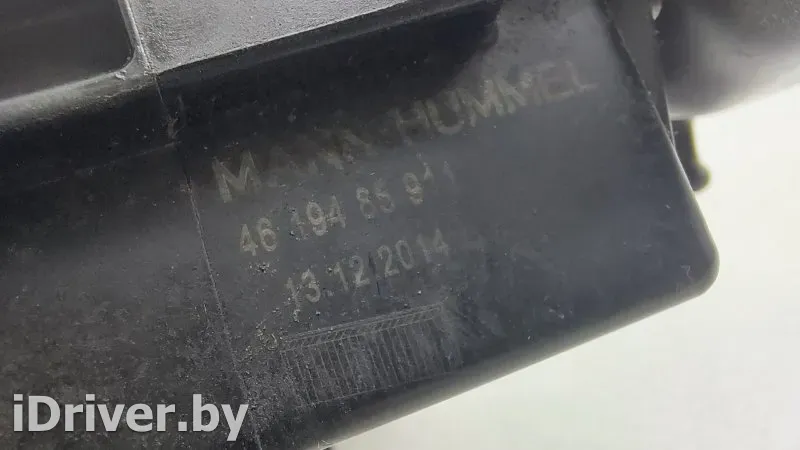 MANN+HUMMEL
46 194 85 911
13.12/2014
iDriver.by